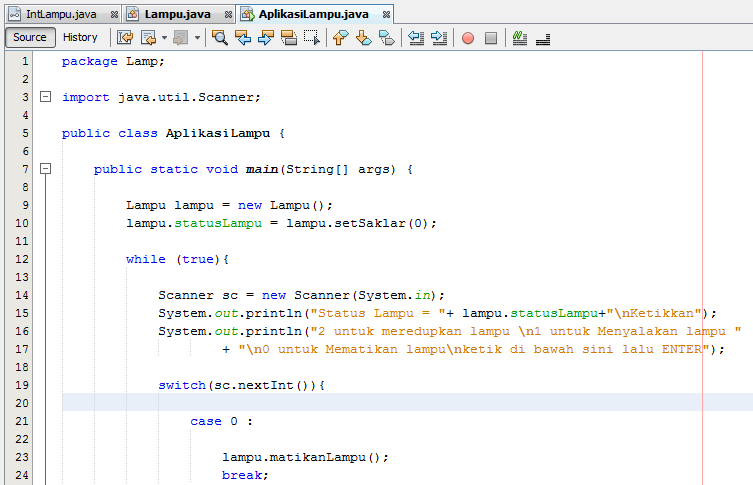 IntLampu.java Lampu.java AplikasiLampu.java
Source History
1 package Lamp;
2
3 import java.util.Scanner;
4
5 public class AplikasiLampu {
6
7 public static void main(String[] args) {
8
9 Lampu lampu = new Lampu();
10 lampu.statusLampu = lampu.setSaklar(0);
11
12 while (true){
13
14 Scanner sc = new Scanner(System.in);
15 System.out.println("Status Lampu = "+ lampu.statusLampu+"\nKetikkan");
16 System.out.println("2 untuk meredupkan lampu \n1 untuk Menyalakan lampu "
17 + "\n0 untuk Mematikan lampu\nketik di bawah sini lalu ENTER");
18
19 switch(sc.nextInt()){
20
21 case 0 :
22
23 lampu.matikanLampu();
24 break;